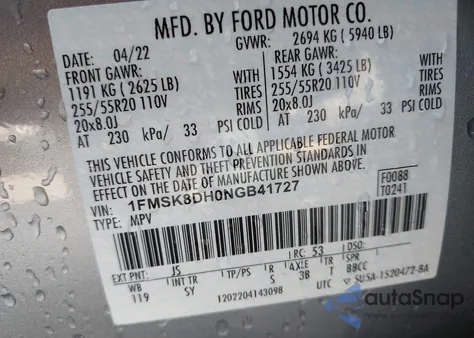 MFD. BY FORD MOTOR CO.
DATE: 04/22 GVWR: 2694 KG ( 5940 LB)
FRONT GAWR: REAR GAWR:
1191 KG ( 2625 LB) WITH 1554 KG ( 3425 LB) WITH
255/55R20 110V TIRES 255/55R20 110V TIRES
20x8.0J RIMS 20x8.0J RIMS
AT 230 kPa/ 33 PSI COLD AT 230 kPa/ 33 PSI COLD
THIS VEHICLE CONFORMS TO ALL APPLICABLE FEDERAL MOTOR
VEHICLE SAFETY AND THEFT PREVENTION STANDARDS IN
EFFECT ON THE DATE OF MANUFACTURE SHOWN ABOVE.
VIN: 1FMSK8DH0NGB41727 F0088
TYPE: MPV T0241
EXT PNT: JS RC: 53 DSO:
WB INT TR TP/PS R AXLE TR SPR
119 SY S 3B T BBCC
1202204143098 UTC SU5A-1520472-BA
autoSnap